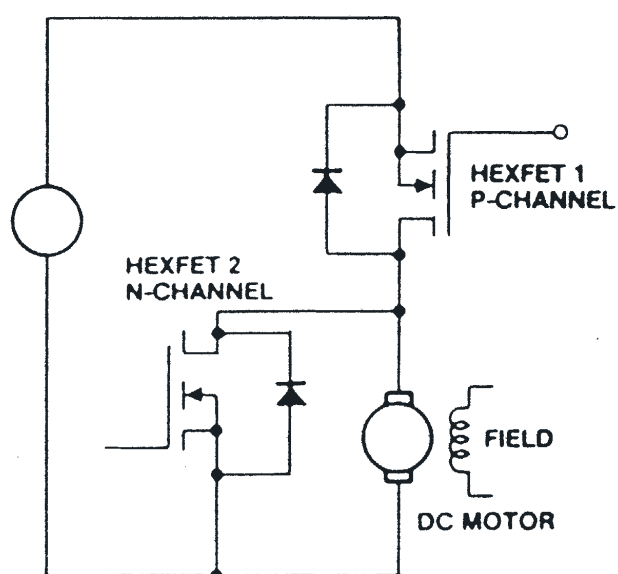 HEXFET 1
P-CHANNEL
HEXFET 2
N-CHANNEL
FIELD
DC MOTOR